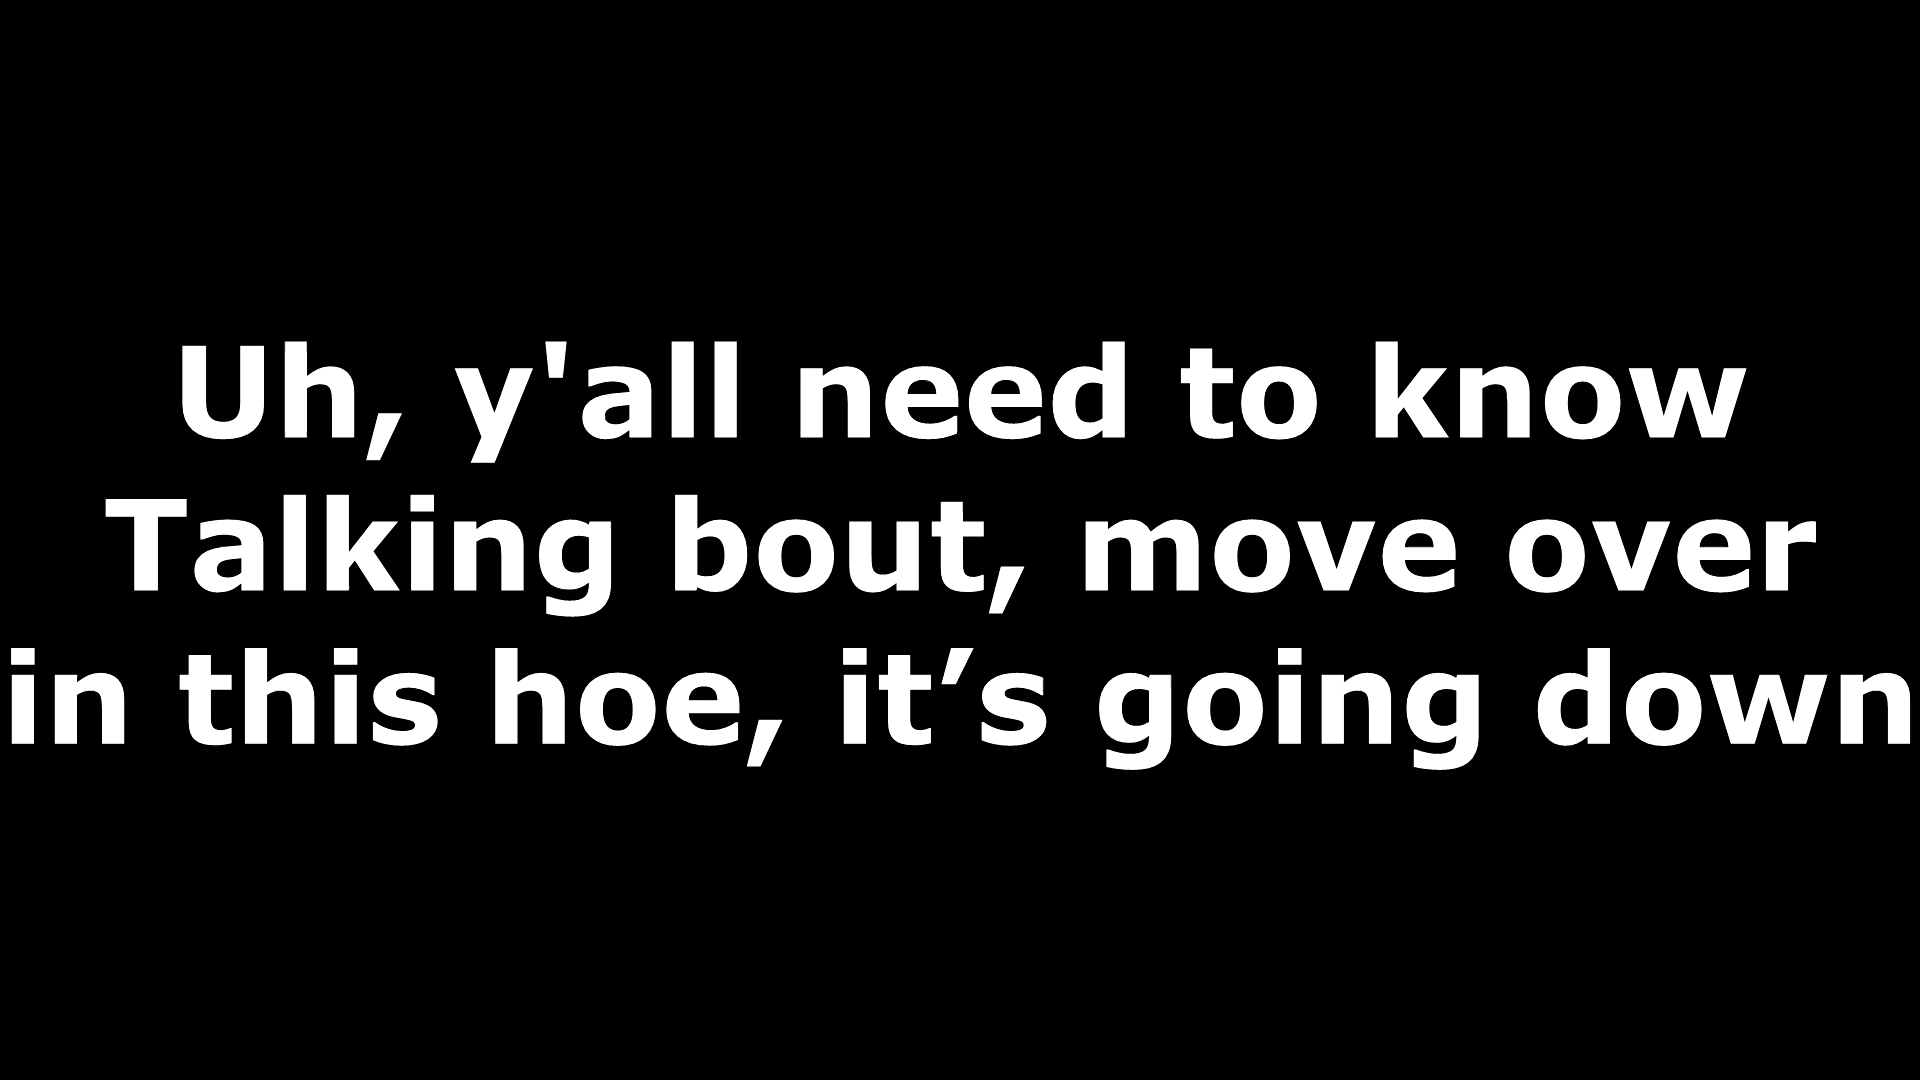 Uh, y'all need to know
Talking bout, move over
in this hoe, it’s going down